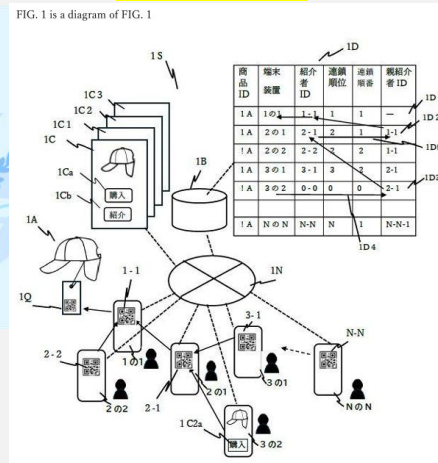 FIG. 1 is a diagram of FIG. 1
1S
1D
1C3
1C2
1C1
1C
1Ca
1Cb
購入
紹介
1B
1A
1Q
1N
商品ID 端末装置 紹介者ID 連鎖順位 連鎖順番 親紹介者ID
1A 1の1 1-1 1 1 —
1A 2の1 2-1 2 1 1-1
1A 2の2 2-2 2 2 1-1
1A 3の1 3-1 3 2-1
1A 3の2 0-0 0 0 2-1
! A NのN N-N N 1 N-N-1
1D4
1-1
3-1
N-N
2-2
1の1
2の2
2-1
2の1
3の1
NのN
1C2a
購入
3の2